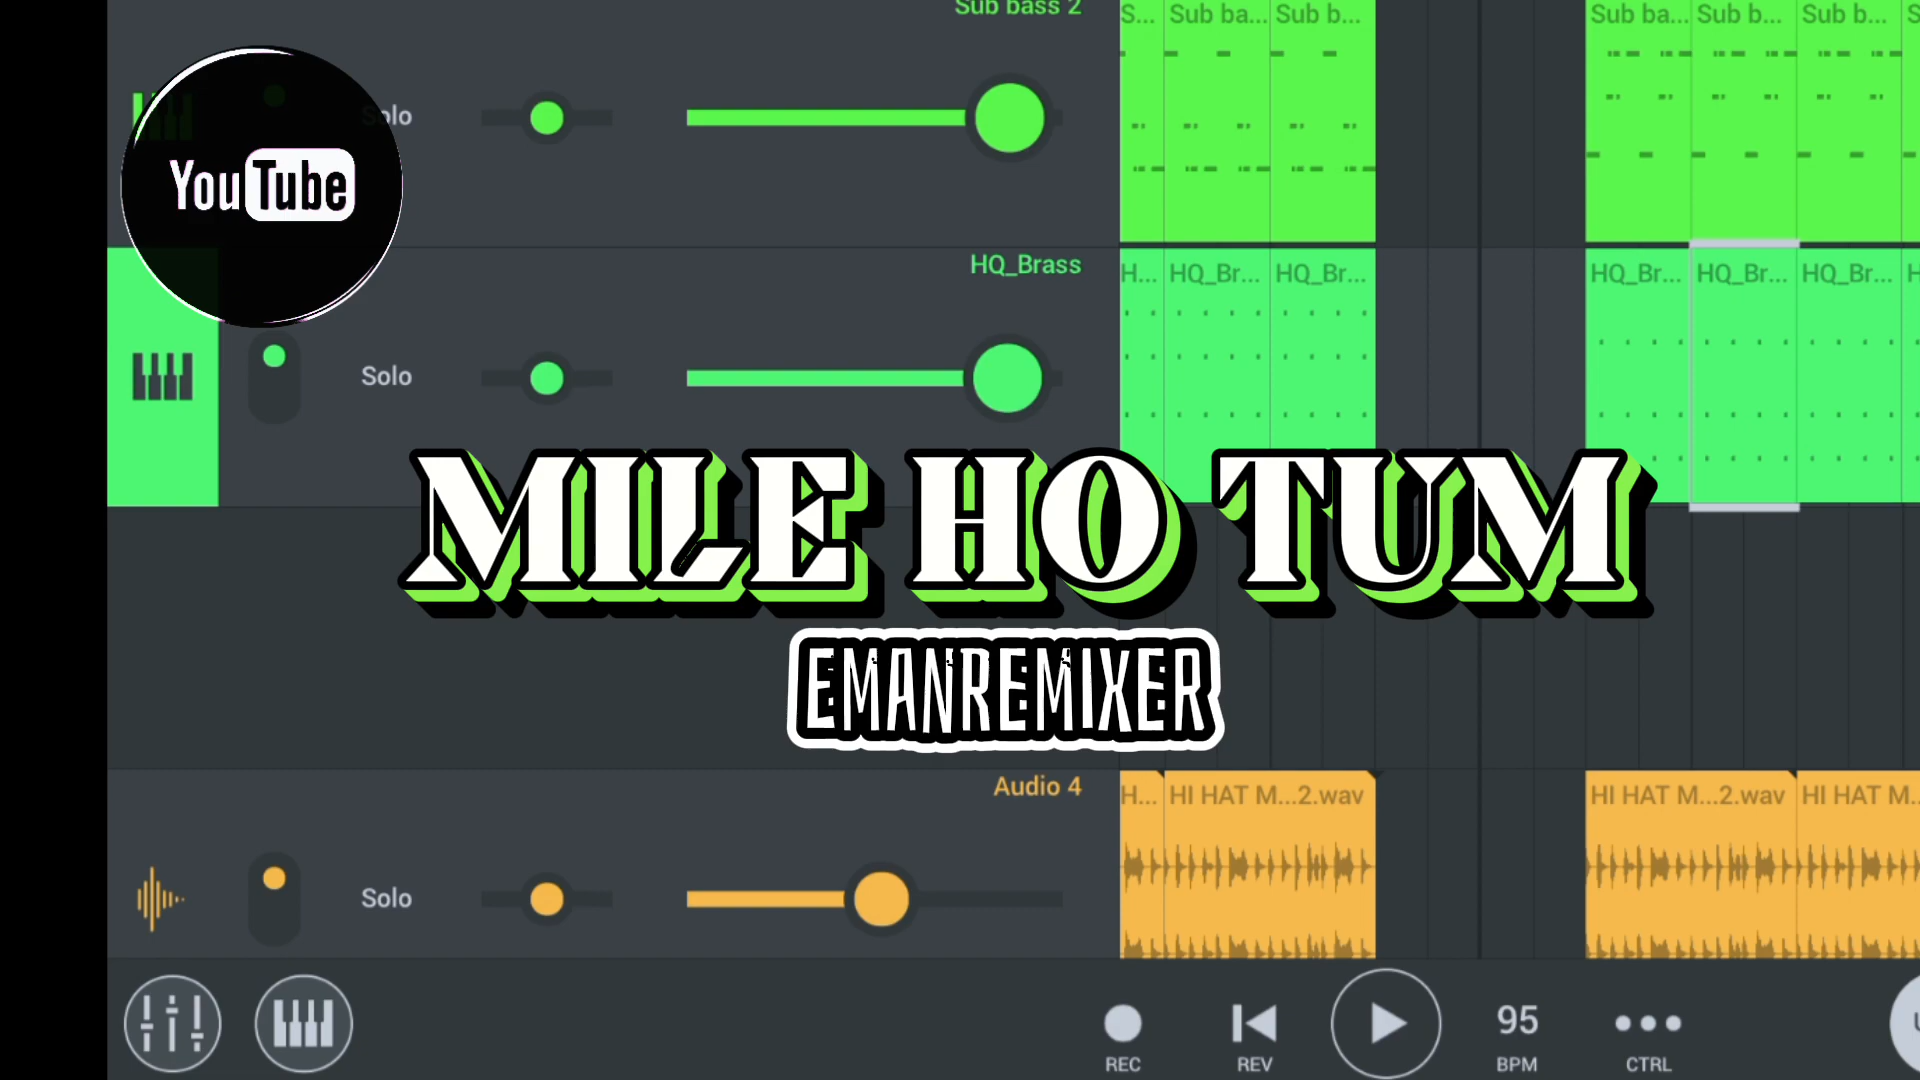 Sub bass 2
S... Sub ba... Sub b... Sub ba... Sub b... Sub b... S
Solo
YouTube
HQ_Brass
H... HQ_Br... HQ_Br... HQ_Br... HQ_Br... HQ_Br... H
Solo
MILE HO TUM
EMANREMIXER
Audio 4
H... HI HAT M...2.wav HI HAT M...2.wav HI HAT M..
Solo
95
REC REV BPM CTRL